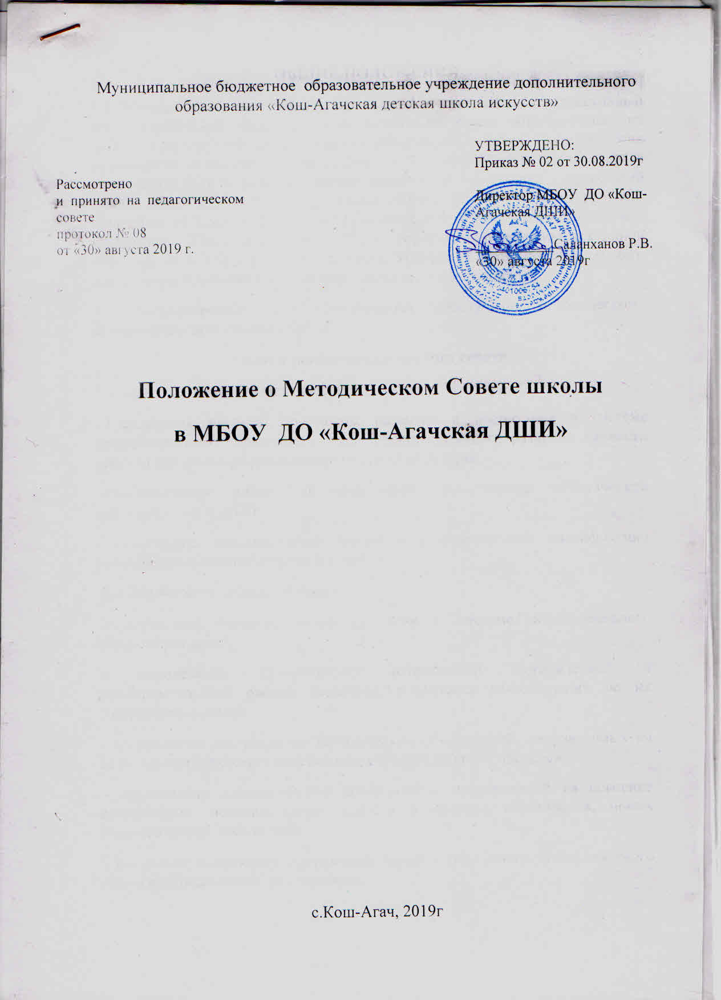 Муниципальное бюджетное образовательное учреждение дополнительного
образования «Кош-Агачская детская школа искусств»
УТВЕРЖДЕНО:
Приказ № 02 от 30.08.2019г
Рассмотрено
и принято на педагогическом
совете
протокол № 08
от «30» августа 2019 г.
Директор МБОУ ДО «Кош-
Агачская ДШИ»
Р.В.
«30» августа 2019г
Положение о Методическом Совете школы
в МБОУ ДО «Кош-Агачская ДШИ»
с.Кош-Агач, 2019г